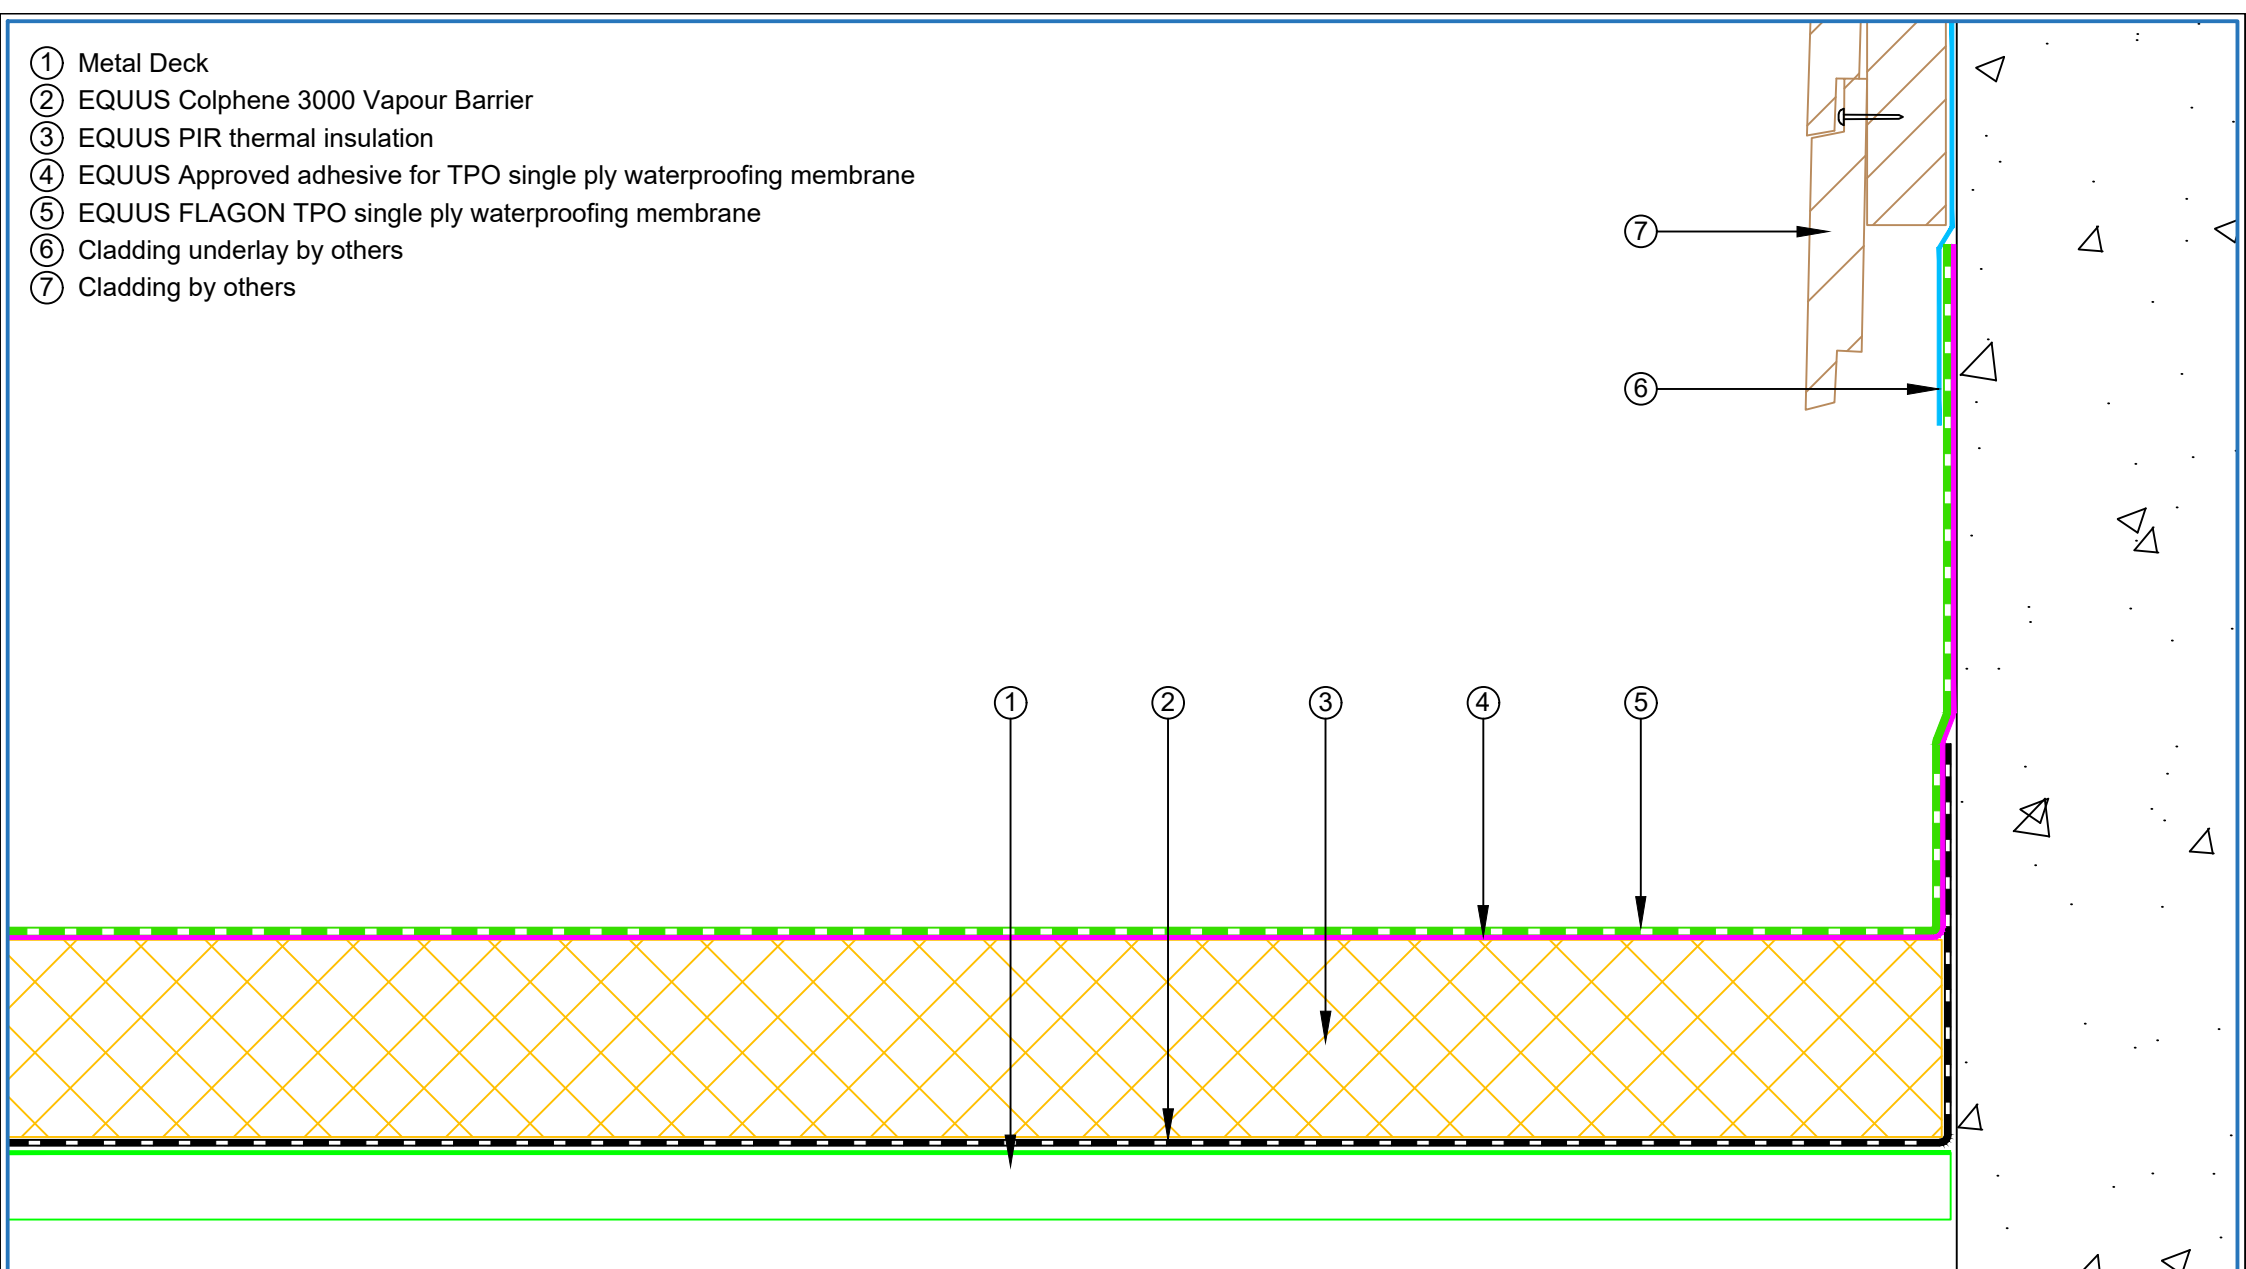 1 Metal Deck
2 EQUUS Colphene 3000 Vapour Barrier
3 EQUUS PIR thermal insulation
4 EQUUS Approved adhesive for TPO single ply waterproofing membrane
5 EQUUS FLAGON TPO single ply waterproofing membrane
6 Cladding underlay by others
7 Cladding by others
7
6
1 2 3 4 5